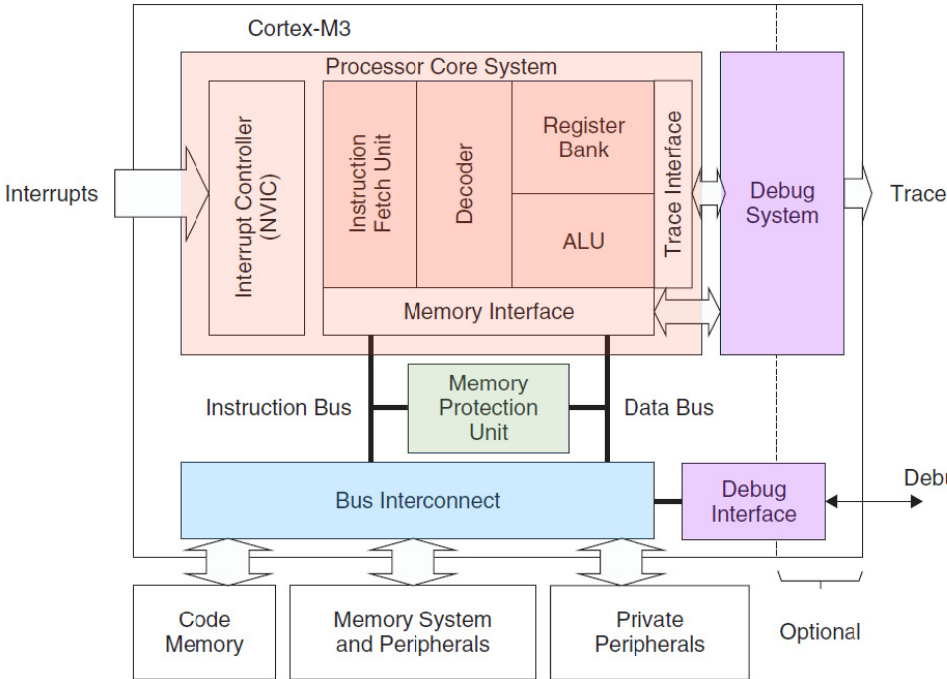 Cortex-M3
Processor Core System
Interrupts
Interrupt Controller
(NVIC)
Instruction
Fetch Unit
Decoder
Register
Bank
ALU
Trace Interface
Memory Interface
Debug
System
Trace
Instruction Bus
Memory
Protection
Unit
Data Bus
Bus Interconnect
Debug
Interface
Code
Memory
Memory System
and Peripherals
Private
Peripherals
Optional